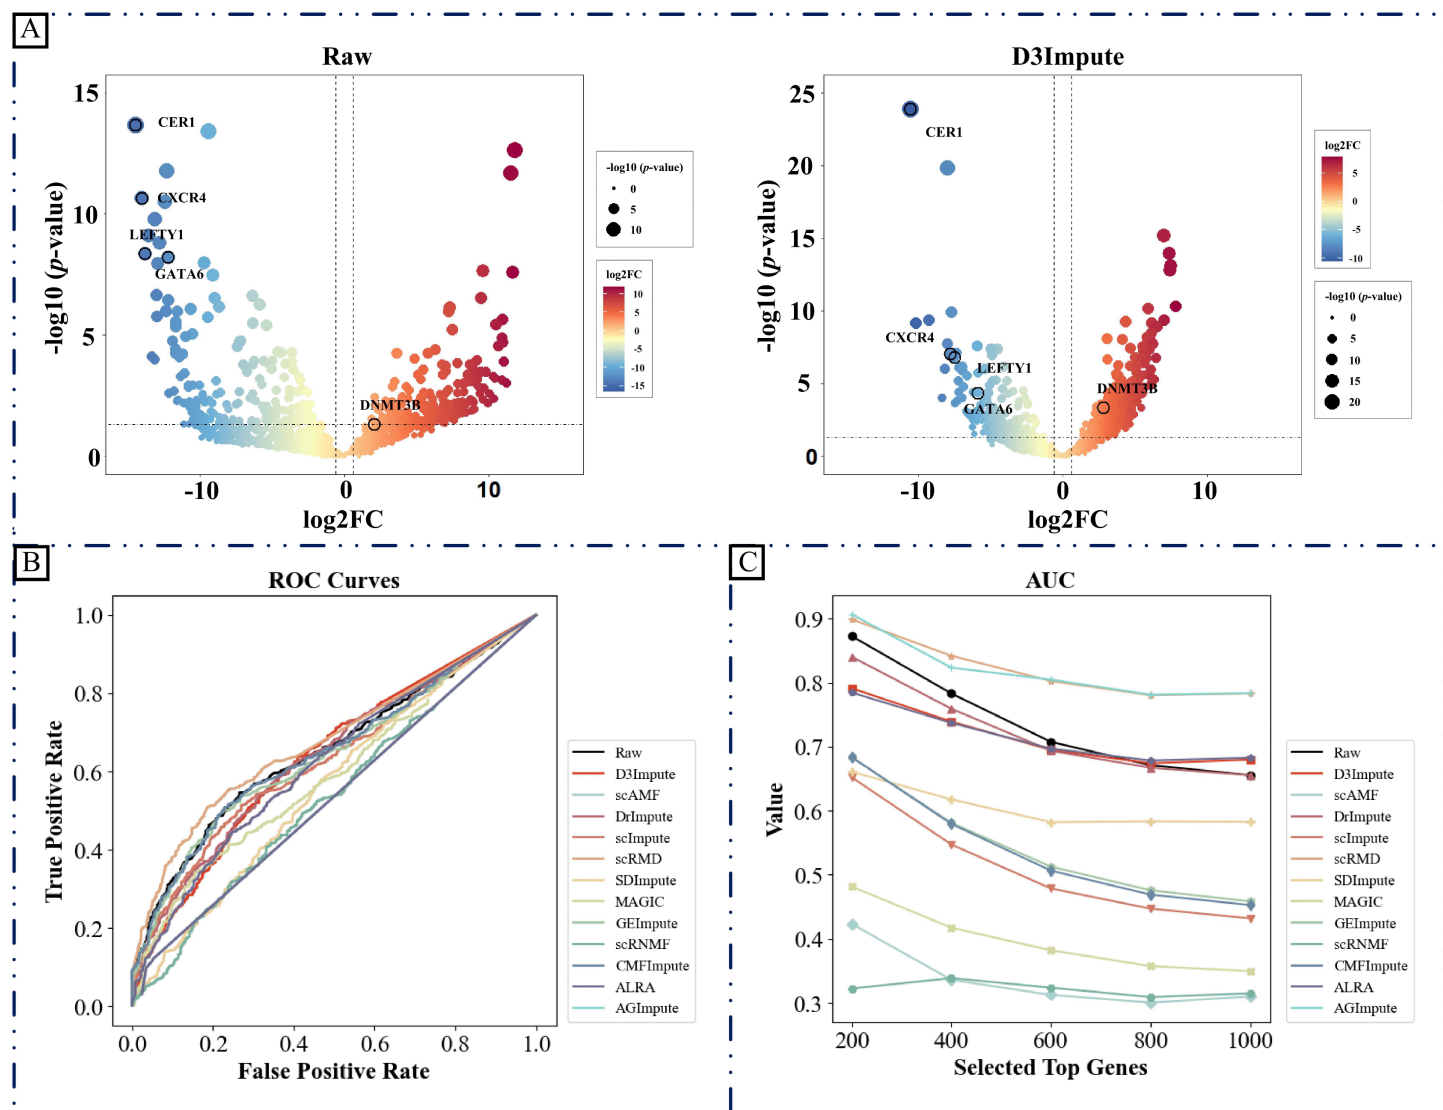 A
Raw
-log10 (p-value)
15
10
5
0
CER1
CXCR4
LEFTY1
GATA6
DNMT3B
-10
0
10
log2FC
-log10 (p-value)
0
5
10
log2FC
10
5
0
-5
-10
-15
D3Impute
-log10 (p-value)
25
20
15
10
5
0
CER1
CXCR4
LEFTY1
GATA6
DNMT3B
-10
0
10
log2FC
log2FC
5
0
-5
-10
-log10 (p-value)
0
5
10
15
20
B
ROC Curves
True Positive Rate
1.0
0.8
0.6
0.4
0.2
0.0
0.0
0.2
0.4
0.6
0.8
1.0
False Positive Rate
Raw
D3Impute
scAMF
DrImpute
scImpute
scRMD
SDImpute
MAGIC
GEImpute
scRNMF
CMFImpute
ALRA
AGImpute
C
AUC
Value
0.9
0.8
0.7
0.6
0.5
0.4
0.3
200
400
600
800
1000
Selected Top Genes
Raw
D3Impute
scAMF
DrImpute
scImpute
scRMD
SDImpute
MAGIC
GEImpute
scRNMF
CMFImpute
ALRA
AGImpute